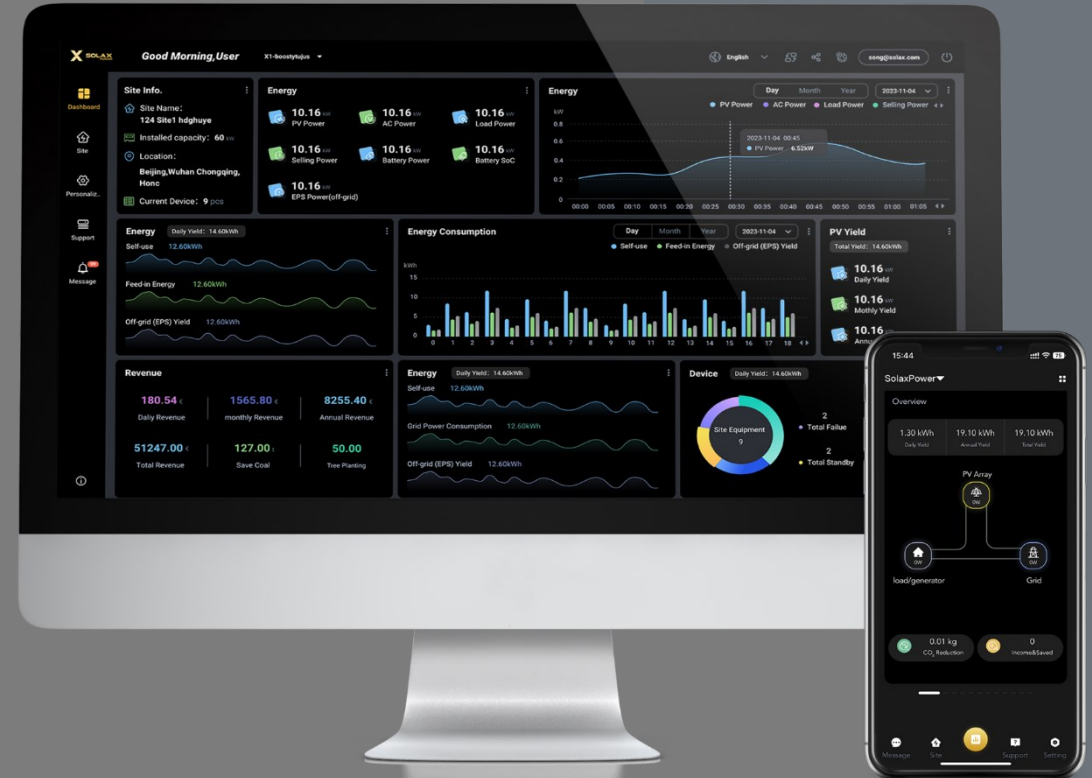 X SOLAX
Good Morning,User
X1-boostytujus
English
song@solax.com
Dashboard
Site
Personaliz..
Support
Message
Site Info.
Site Name:
124 Site1 hdghuye
Installed capacity: 60 kW
Location:
Beijing,Wuhan Chongqing,
Honc
Current Device: 9 pcs
Energy
10.16 kW
PV Power
10.16 kW
AC Power
10.16 kW
Load Power
10.16 kW
Selling Power
10.16 kW
Battery Power
10.16 kW
Battery SoC
10.16 kW
EPS Power(off-grid)
Energy
Day Month Year 2023-11-04
PV Power AC Power Load Power Selling Power
kW
0.8
0.6
0.4
0.2
0
2023-11-04 00:45
PV Power 6.52kW
00:00 00:05 00:10 00:15 00:20 00:25 00:30 00:35 00:40 00:45 00:50 00:55 01:00 01:05
Energy Daily Yield: 14.60kWh
Self-use 12.60kWh
Feed-in Energy 12.60kWh
Off-grid (EPS) Yield 12.60kWh
Energy Consumption
Day Month Year 2023-11-04
Self-use Feed-in Energy Off-grid (EPS) Yield
kWh
15
10
5
0
0 1 2 3 4 5 6 7 8 9 10 11 12 13 14 15 16 17 18
PV Yield
Total Yield: 14.60kWh
10.16
Daily Yield
10.16
Mothly Yield
10.16
Annu
Revenue
180.54 €
Daliy Revenue
1565.80 €
monthly Revenue
8255.40 €
Annual Revenue
51247.00 €
Total Revenue
127.00 t
Save Coal
50.00
Tree Planting
Energy Daily Yield: 14.60kWh
Self-use 12.60kWh
Grid Power Consumption 12.60kWh
Off-grid (EPS) Yield 12.60kWh
Device Daily Yield: 14.60kWh
Site Equipment
9
2
Total Failue
2
Total Standby
15:44
75
SolaxPower
Overview
1.30 kWh
Daily Yield
19.10 kWh
Annual Yield
19.10 kWh
Total Yield
PV Array
0W
0W
load/generator
0W
Grid
0.01 kg
CO₂ Reduction
0
Income&Saved
Message
Site
Support
Setting